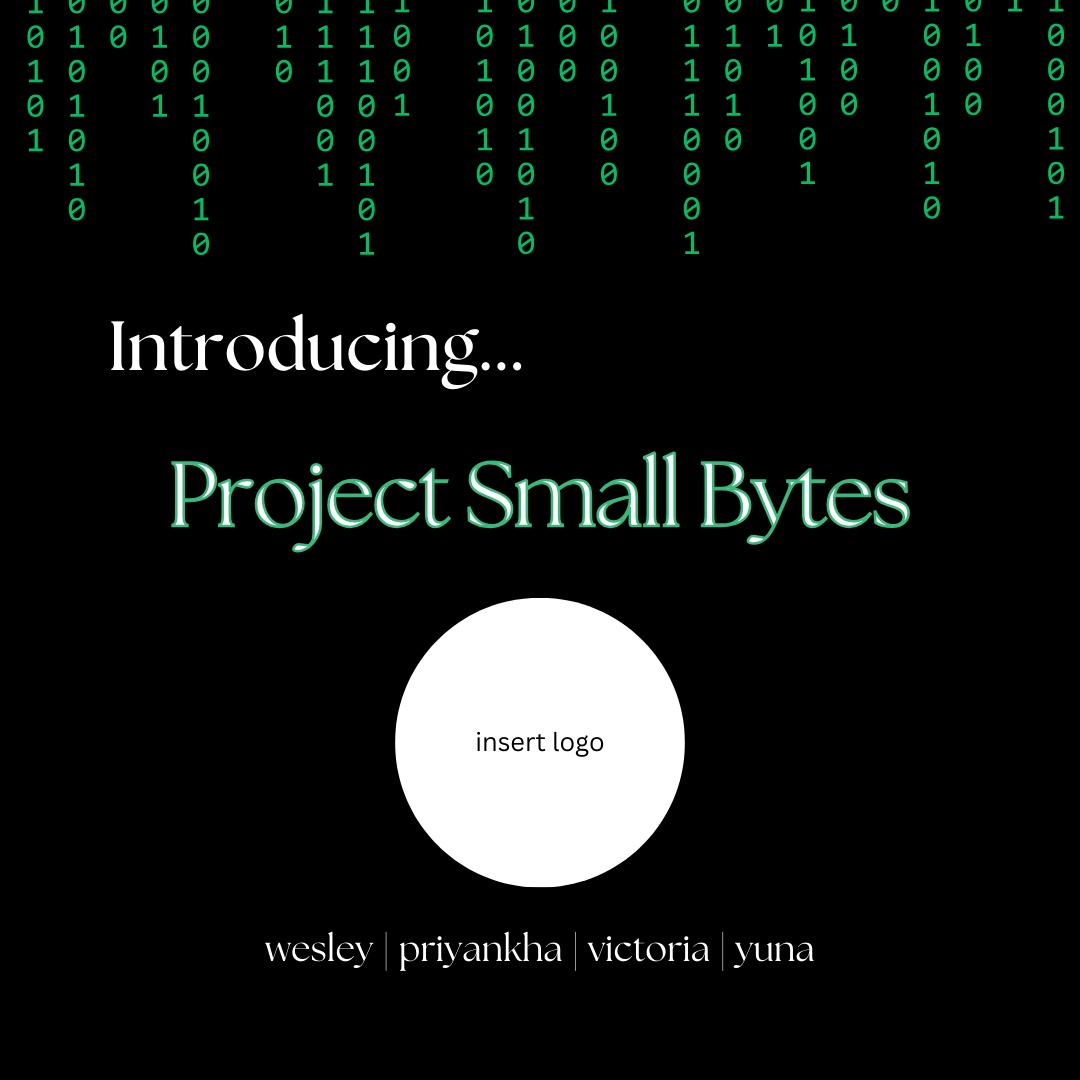 Introducing...
Project Small Bytes
insert logo
wesley | priyankha | victoria | yuna